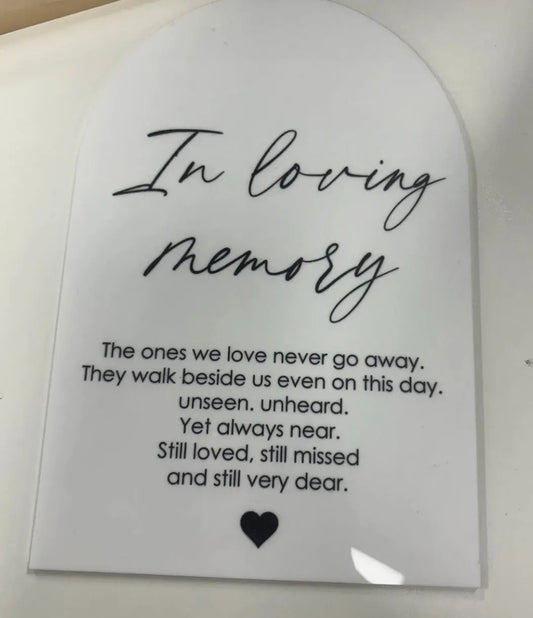 In loving
memory
The ones we love never go away.
They walk beside us even on this day.
unseen. unheard.
Yet always near.
Still loved, still missed
and still very dear.